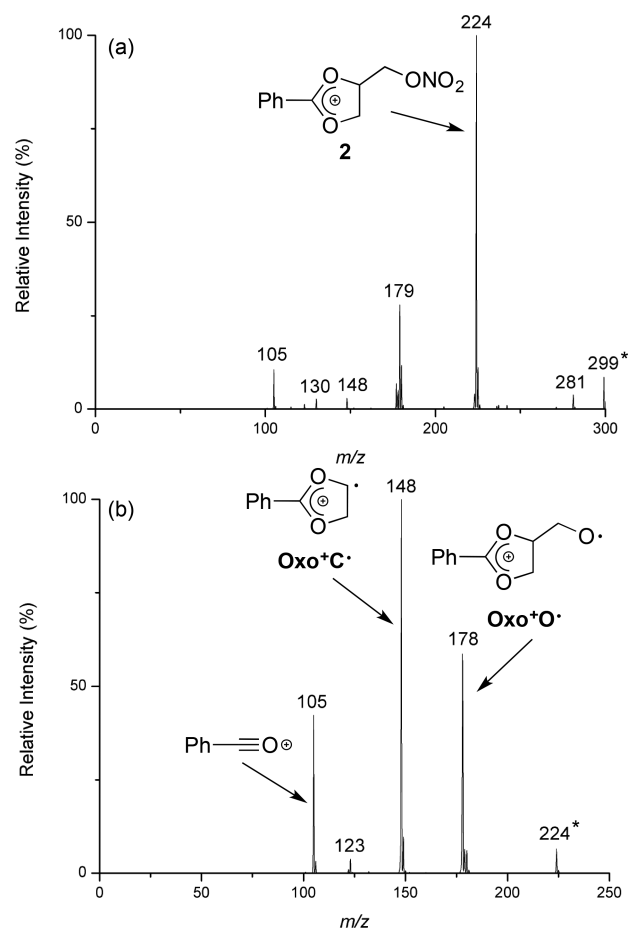 (a)
224
100
ONO2
O
Ph
⊕
O
2
Relative Intensity (%)
50
179
105
130
148
281
299*
0
0
100
200
300
m/z
(b)
100
148
O
Ph
⊕
O
Oxo+C•
O
O•
Ph
⊕
O
Oxo+O•
178
Relative Intensity (%)
50
105
Ph
O⊕
123
224*
0
0
50
100
150
200
250
m/z